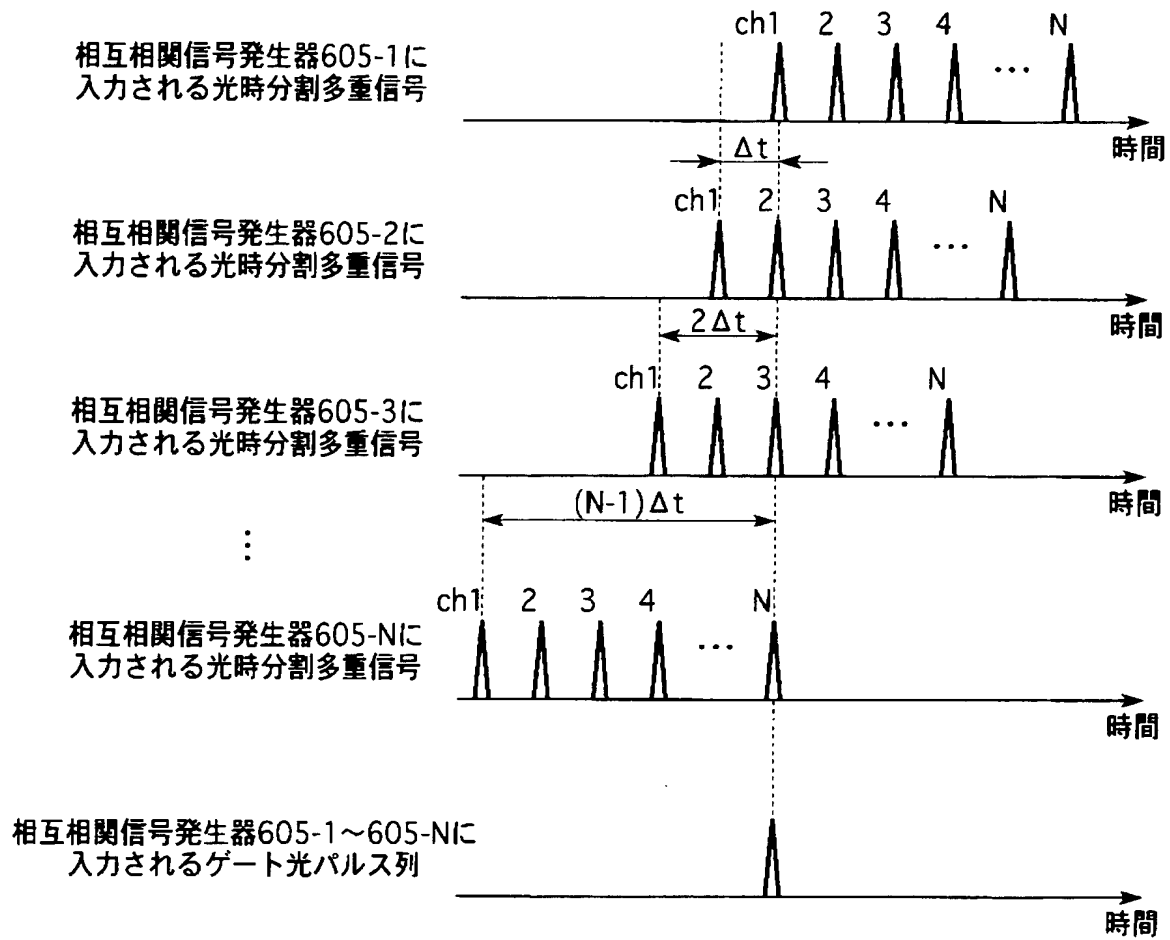 ch1 2 3 4 N
相互相関信号発生器605-1に
入力される光時分割多重信号
…
時間
Δt
ch1 2 3 4 N
相互相関信号発生器605-2に
入力される光時分割多重信号
…
時間
2Δt
ch1 2 3 4 N
相互相関信号発生器605-3に
入力される光時分割多重信号
…
時間
(N-1)Δt
⋮
ch1 2 3 4 N
相互相関信号発生器605-Nに
入力される光時分割多重信号
…
時間
相互相関信号発生器605-1～605-Nに
入力されるゲート光パルス列
時間